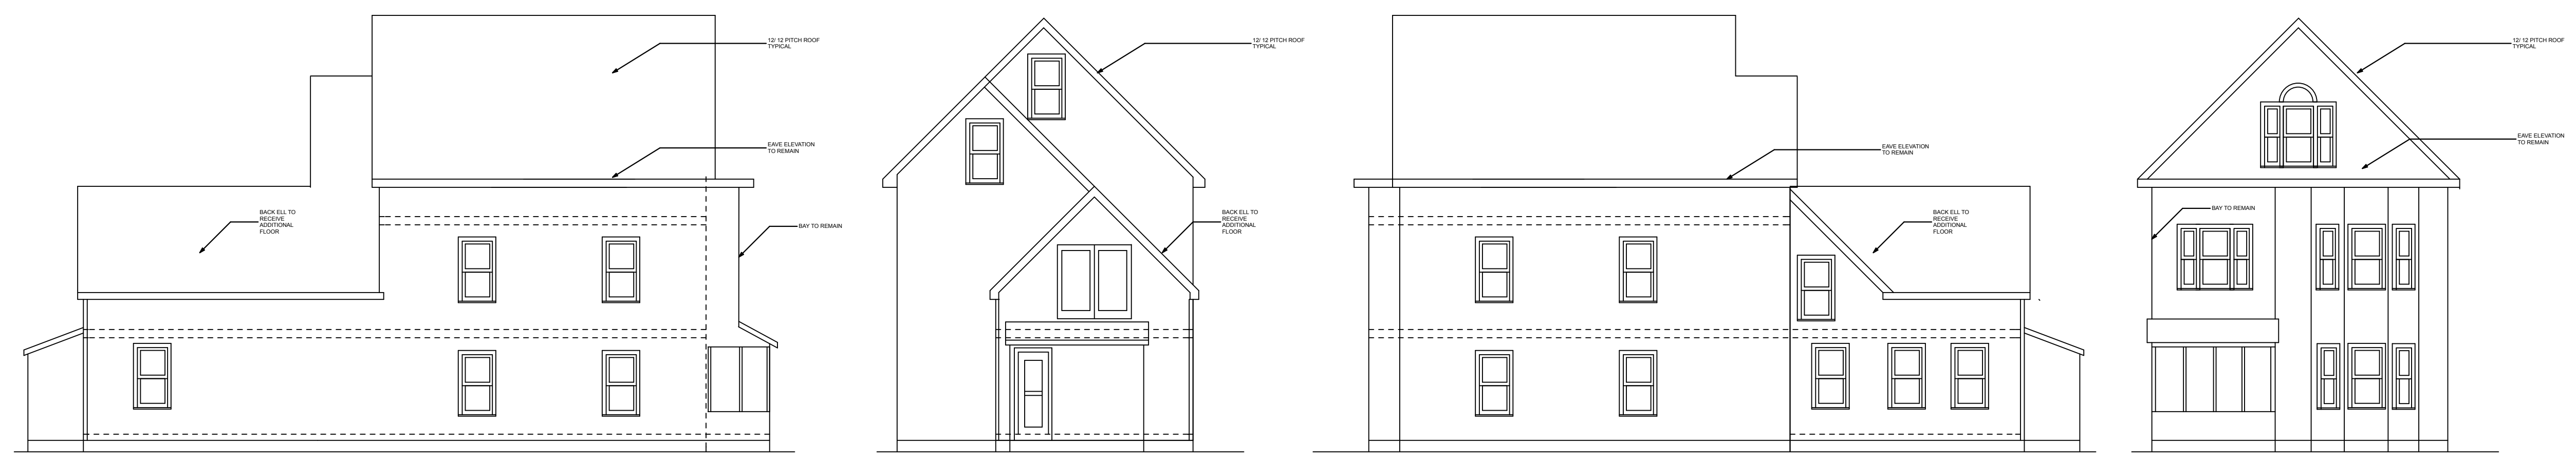 12/ 12 PITCH ROOF
TYPICAL
EAVE ELEVATION
TO REMAIN
BACK ELL TO
RECEIVE
ADDITIONAL
FLOOR
BAY TO REMAIN
12/ 12 PITCH ROOF
TYPICAL
BACK ELL TO
RECEIVE
ADDITIONAL
FLOOR
EAVE ELEVATION
TO REMAIN
BACK ELL TO
RECEIVE
ADDITIONAL
FLOOR
12/ 12 PITCH ROOF
TYPICAL
EAVE ELEVATION
TO REMAIN
BAY TO REMAIN